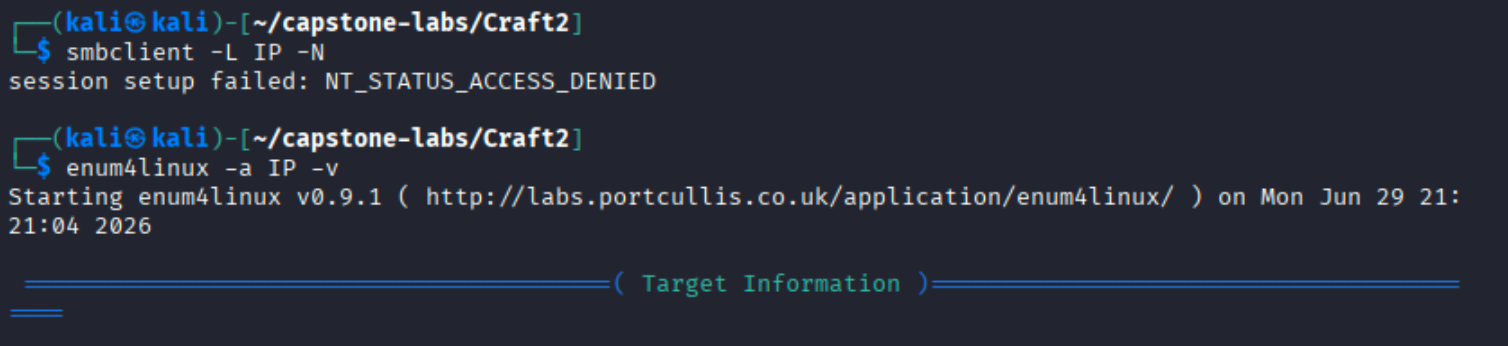 ┌──(kali㉿kali)-[~/capstone-labs/Craft2]
└─$ smbclient -L IP -N
session setup failed: NT_STATUS_ACCESS_DENIED
┌──(kali㉿kali)-[~/capstone-labs/Craft2]
└─$ enum4linux -a IP -v
Starting enum4linux v0.9.1 ( http://labs.portcullis.co.uk/application/enum4linux/ ) on Mon Jun 29 21:
21:04 2026
=======================================( Target Information )===================================
====